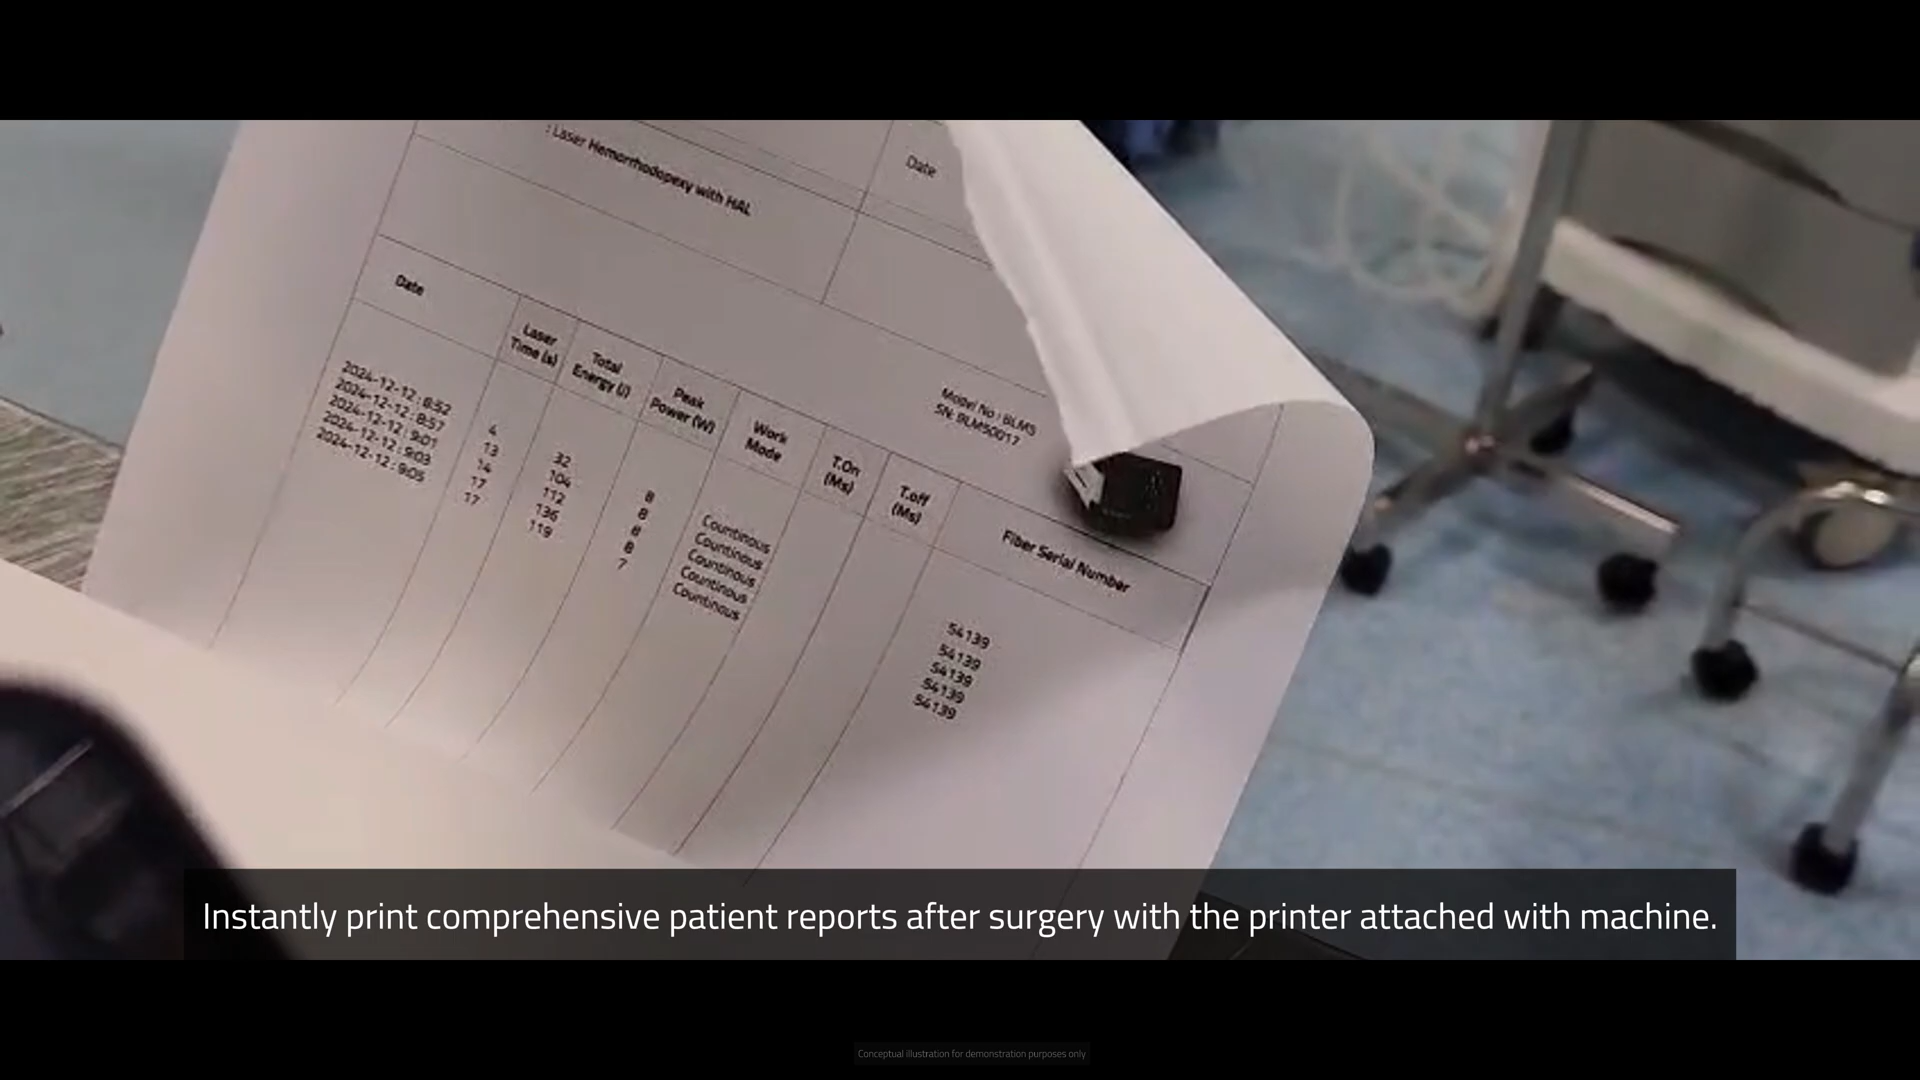 : Laser Hemorrhodopexy with HAL
Date
Model No : BLM5
SN: BLM50017
Date
Laser Time (s)
Total Energy (J)
Peak Power (W)
Work Mode
T.On (Ms)
T.off (Ms)
Fiber Serial Number
2024-12-12 : 8:52 4 32 8 Countinous 54139
2024-12-12 : 8:57 13 104 8 Countinous 54139
2024-12-12 : 9:01 14 112 8 Countinous 54139
2024-12-12 : 9:03 17 136 8 Countinous 54139
2024-12-12 : 9:05 17 119 7 Countinous 54139
Instantly print comprehensive patient reports after surgery with the printer attached with machine.
Conceptual illustration for demonstration purposes only